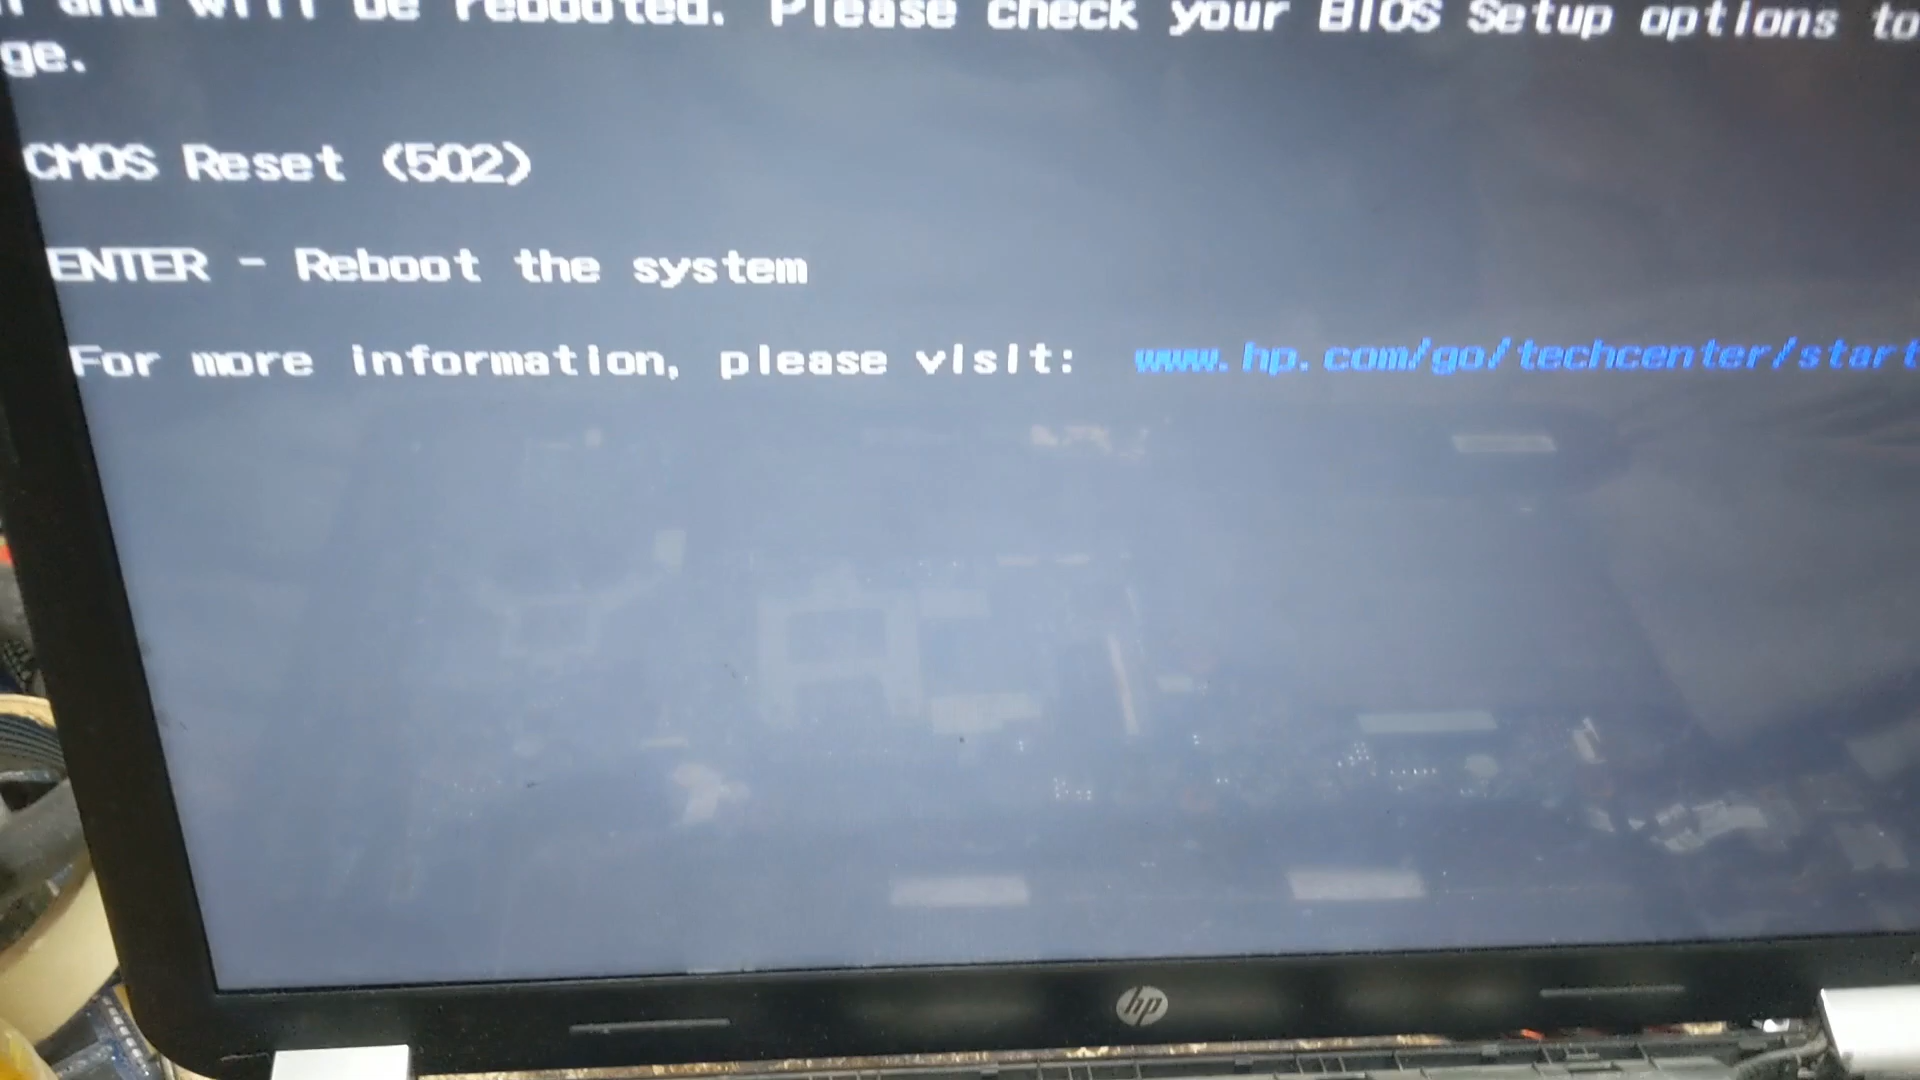 and will be rebooted. Please check your BIOS Setup options to
ge.
CMOS Reset (502)
ENTER - Reboot the system
For more information, please visit: www.hp.com/go/techcenter/start
hp